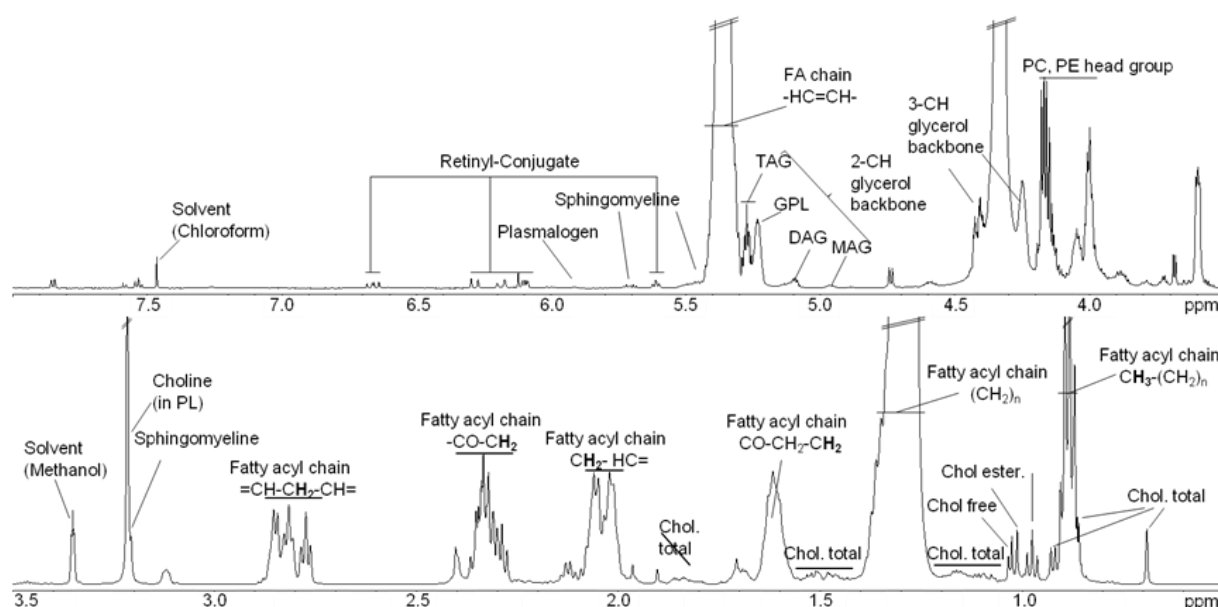 FA chain
-HC=CH-
PC, PE head group
3-CH
glycerol
backbone
Retinyl-Conjugate
TAG
2-CH
glycerol
backbone
Sphingomyeline
Solvent
(Chloroform)
Plasmalogen
GPL
DAG
MAG
7.5 7.0 6.5 6.0 5.5 5.0 4.5 4.0 ppm
Choline
(in PL)
Fatty acyl chain
(CH2)n
Fatty acyl chain
CH3-(CH2)n
Fatty acyl chain
-CO-CH2
Fatty acyl chain
CH2- HC=
Fatty acyl chain
CO-CH2-CH2
Solvent
(Methanol)
Sphingomyeline
Fatty acyl chain
=CH-CH2-CH=
Chol ester.
Chol free
Chol. total
Chol.
total
Chol. total
Chol. total
3.5 3.0 2.5 2.0 1.5 1.0 ppm